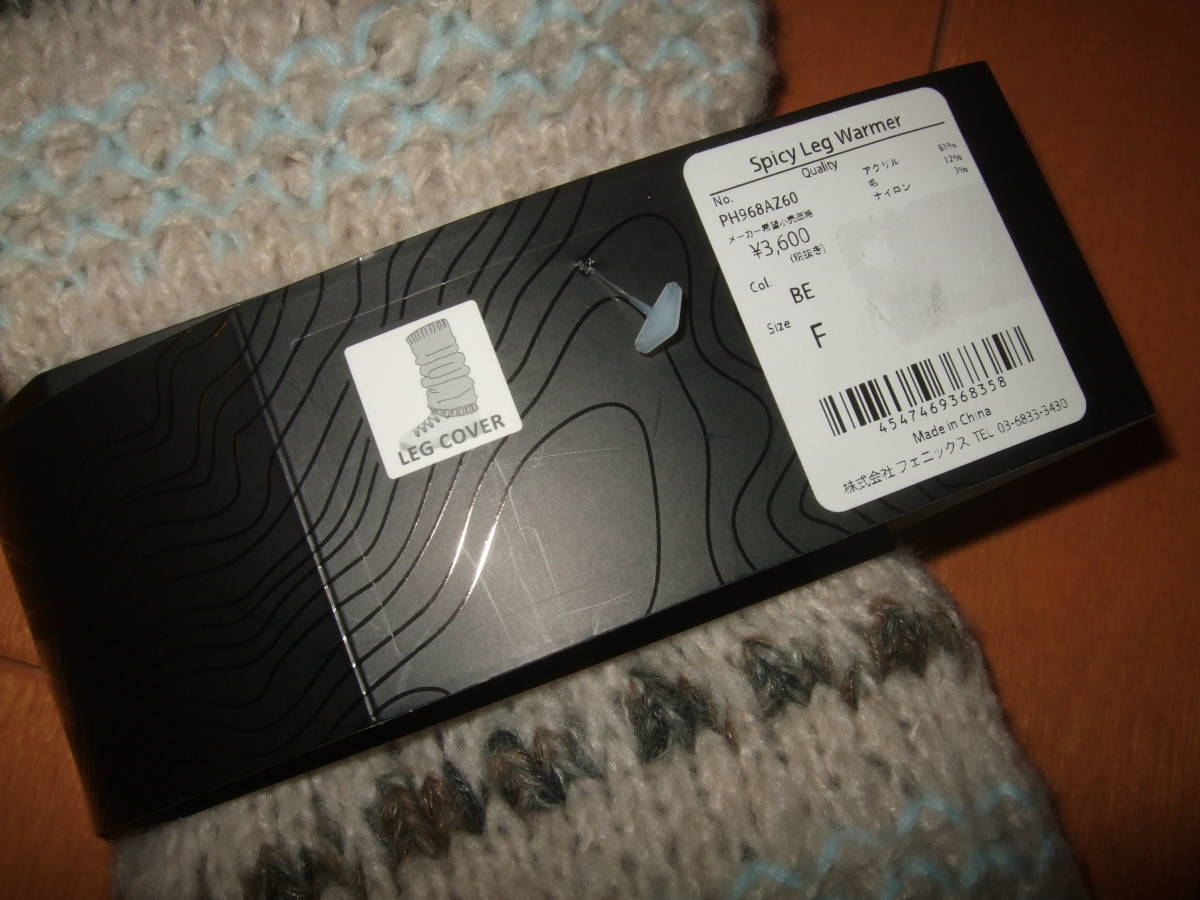 Spicy Leg Warmer
Quality
No.
PH968AZ60
アクリル
毛 12%
ナイロン
メーカー希望小売価格
¥3,600
(税抜き)
Col. BE
Size F
4547469368358
Made in China
株式会社フェニックス TEL 03-6833-3430
LEG COVER